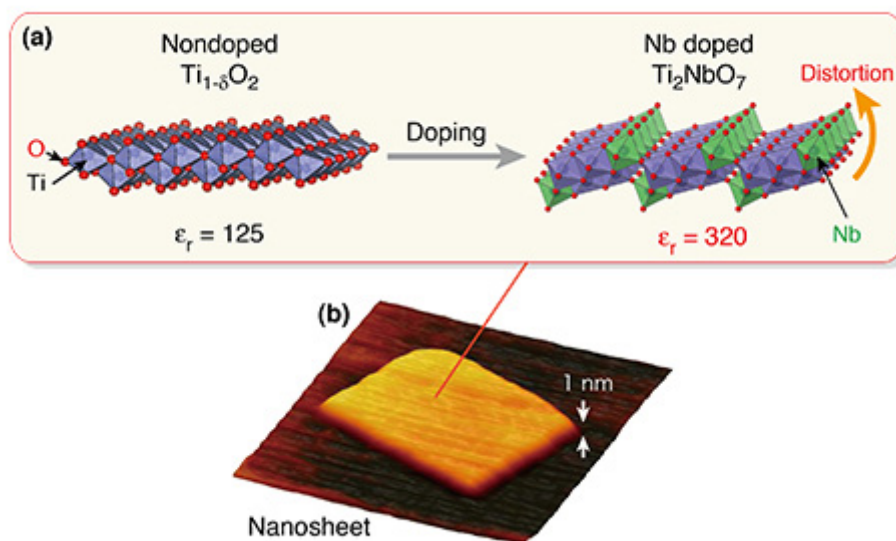 (a)
Nondoped
Ti₁₋δO₂
Nb doped
Ti₂NbO₇
Distortion
O
Ti
Doping
Nb
εᵣ = 125
εᵣ = 320
(b)
1 nm
Nanosheet